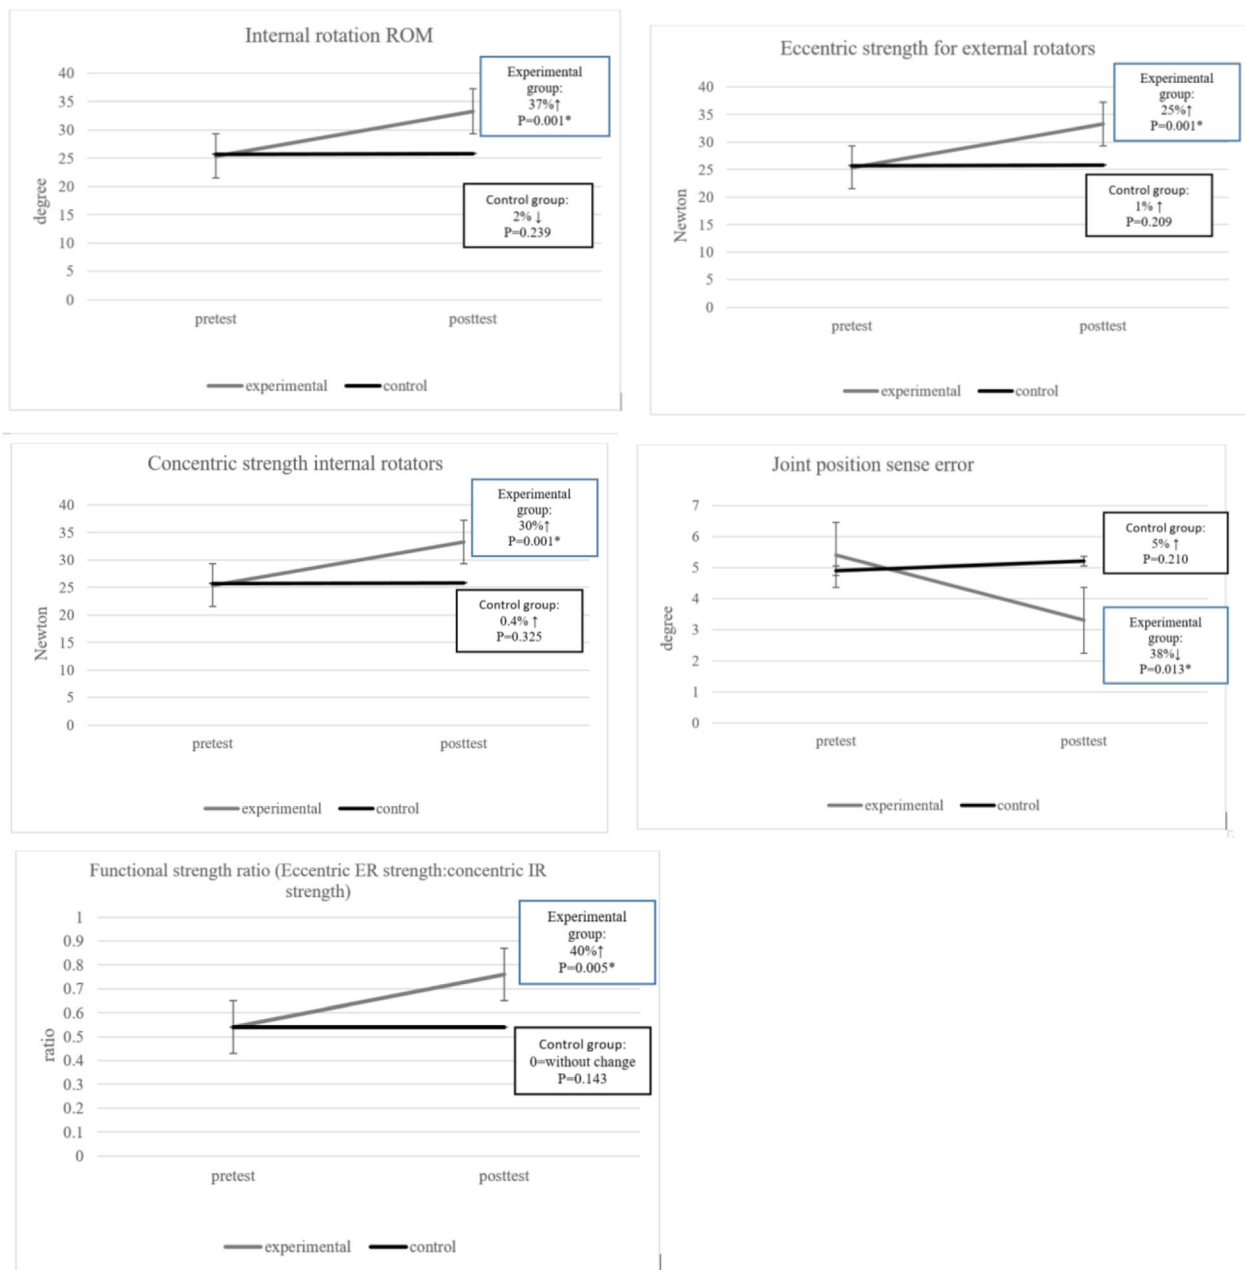 Internal rotation ROM
40
35
30
25
20
15
10
5
0
degree
pretest
posttest
Experimental
group:
37%↑
P=0.001*
Control group:
2% ↓
P=0.239
experimental
control
Eccentric strength for external rotators
40
35
30
25
20
15
10
5
0
Newton
pretest
posttest
Experimental
group:
25%↑
P=0.001*
Control group:
1% ↑
P=0.209
experimental
control
Concentric strength internal rotators
40
35
30
25
20
15
10
5
0
Newton
pretest
posttest
Experimental
group:
30%↑
P=0.001*
Control group:
0.4% ↑
P=0.325
experimental
control
Joint position sense error
7
6
5
4
3
2
1
0
degree
pretest
posttest
Control group:
5% ↑
P=0.210
Experimental
group:
38%↓
P=0.013*
experimental
control
Functional strength ratio (Eccentric ER strength:concentric IR
strength)
1
0.9
0.8
0.7
0.6
0.5
0.4
0.3
0.2
0.1
0
ratio
pretest
posttest
Experimental
group:
40%↑
P=0.005*
Control group:
0=without change
P=0.143
experimental
control